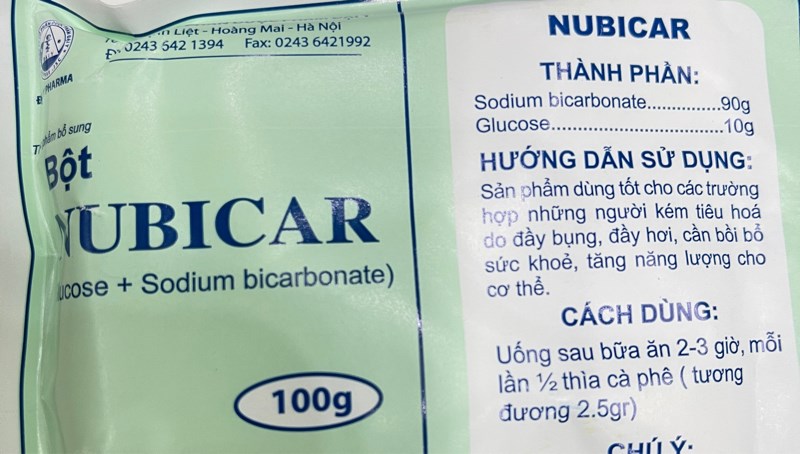 Liệt - Hoàng Mai - Hà Nội
0243 642 1394 Fax: 0243 6421992
PHARMA
bổ sung
Bột
NUBICAR
+ Sodium bicarbonate)
100g
NUBICAR
THÀNH PHẦN:
Sodium bicarbonate..............90g
Glucose.................................10g
HƯỚNG DẪN SỬ DỤNG:
Sản phẩm dùng tốt cho các trường
hợp những người kém tiêu hoá
do đầy bụng, đầy hơi, cần bồi bổ
sức khoẻ, tăng năng lượng cho
cơ thể.
CÁCH DÙNG:
Uống sau bữa ăn 2-3 giờ, mỗi
lần ½ thìa cà phê ( tương
đương 2.5gr)
CHÚ Ý: